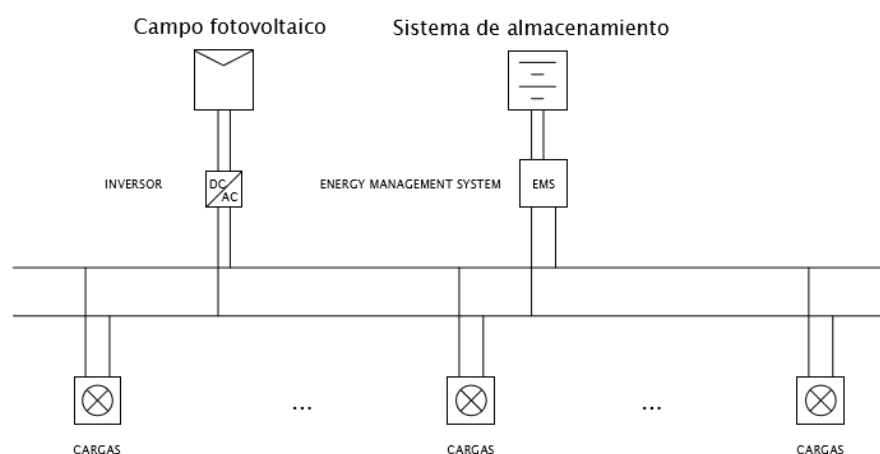 Campo fotovoltaico
Sistema de almacenamiento
INVERSOR
DC
AC
ENERGY MANAGEMENT SYSTEM
EMS
...
...
CARGAS
CARGAS
CARGAS